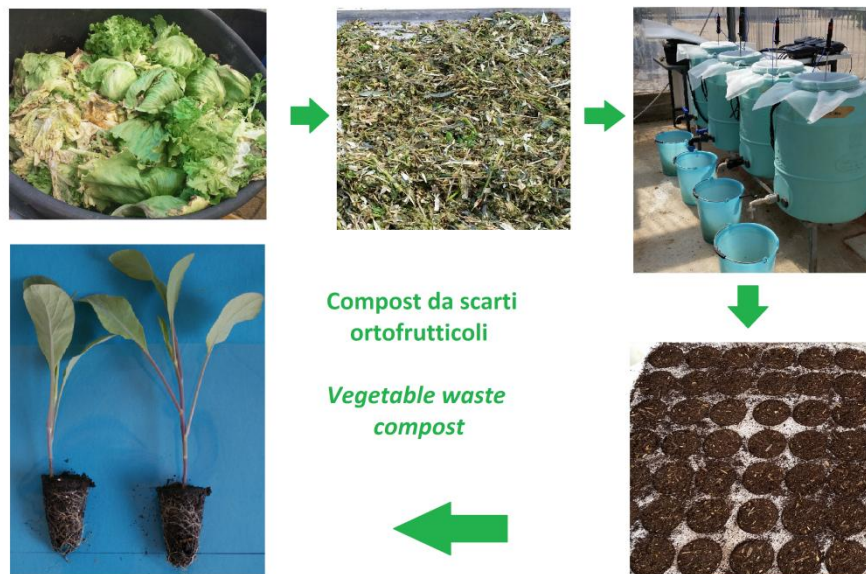 Compost da scarti
ortofrutticoli
Vegetable waste
compost